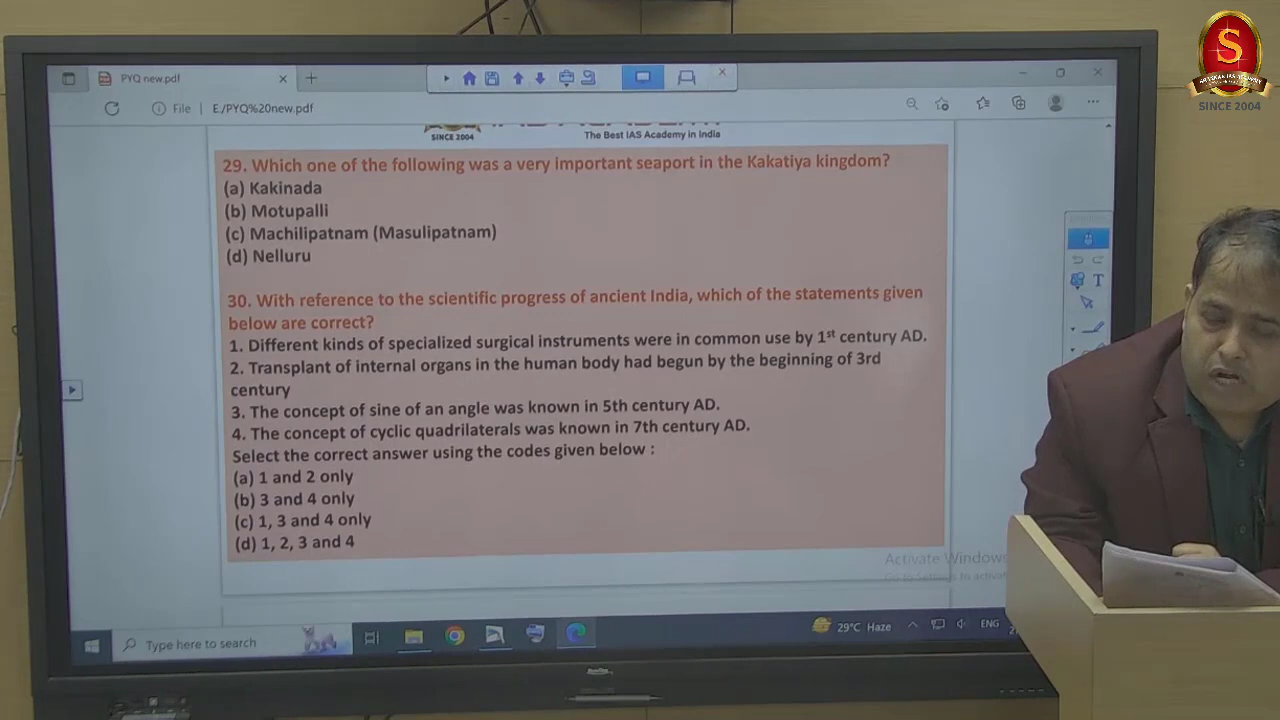 S
SINCE 2004
PYQ new.pdf
File | E:/PYQ%20new.pdf
SINCE 2004
The Best IAS Academy in India
29. Which one of the following was a very important seaport in the Kakatiya kingdom?
(a) Kakinada
(b) Motupalli
(c) Machilipatnam (Masulipatnam)
(d) Nelluru
30. With reference to the scientific progress of ancient India, which of the statements given
below are correct?
1. Different kinds of specialized surgical instruments were in common use by 1st century AD.
2. Transplant of internal organs in the human body had begun by the beginning of 3rd
century
3. The concept of sine of an angle was known in 5th century AD.
4. The concept of cyclic quadrilaterals was known in 7th century AD.
Select the correct answer using the codes given below :
(a) 1 and 2 only
(b) 3 and 4 only
(c) 1, 3 and 4 only
(d) 1, 2, 3 and 4
T
Activate Windows
Type here to search
29°C Haze
ENG